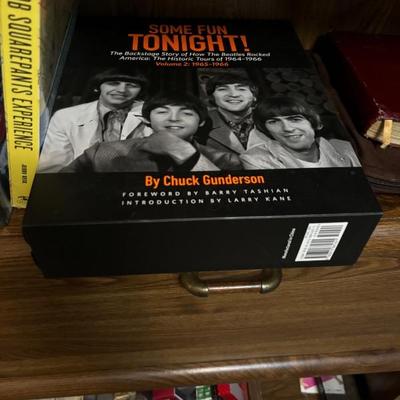 SOME FUN
TONIGHT!
The Backstage Story of How The Beatles Rocked
America: The Historic Tours of 1964-1966
Volume 2: 1965-1966
By Chuck Gunderson
FOREWORD BY BARRY TASHIAN
INTRODUCTION BY LARRY KANE
B SQUAREPANTS EXPERIENCE